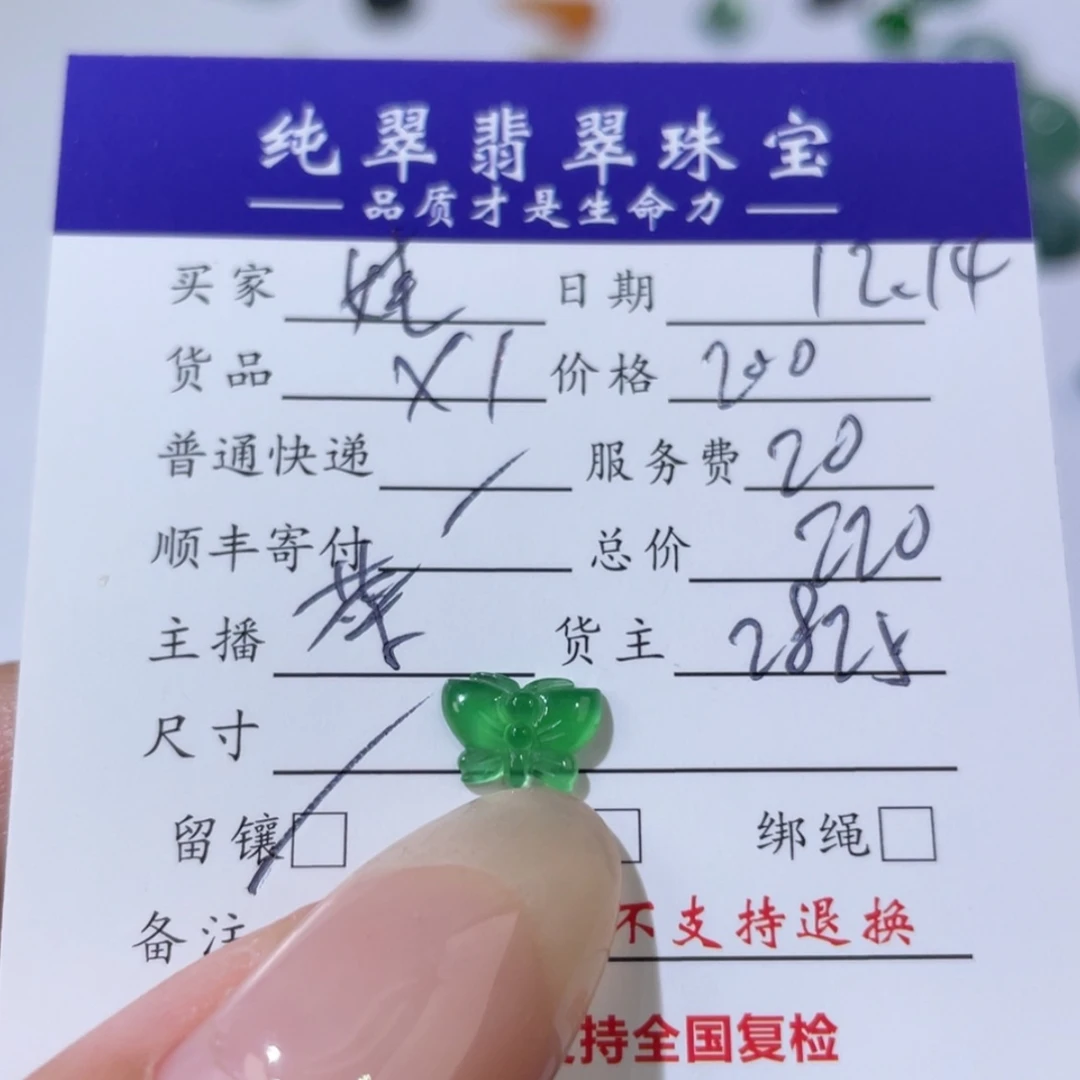 纯翠翡翠珠宝
品质才是生命力
买家 日期 12.14
货品 X1 价格 200
普通快递 / 服务费 20
顺丰寄付 总价 220
主播 货主 2825
尺寸
留镶 绑绳
备注 不支持退换
持全国复检